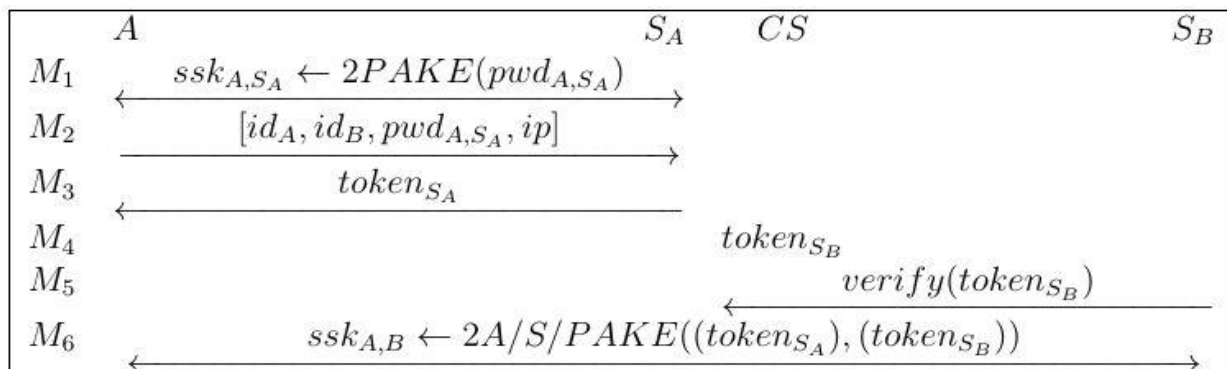 A S_A CS S_B
M_1 ssk_{A,S_A} ← 2PAKE(pwd_{A,S_A})
M_2 [id_A, id_B, pwd_{A,S_A}, ip]
M_3 token_{S_A}
M_4 token_{S_B}
M_5 verify(token_{S_B})
M_6 ssk_{A,B} ← 2A/S/PAKE((token_{S_A}), (token_{S_B}))